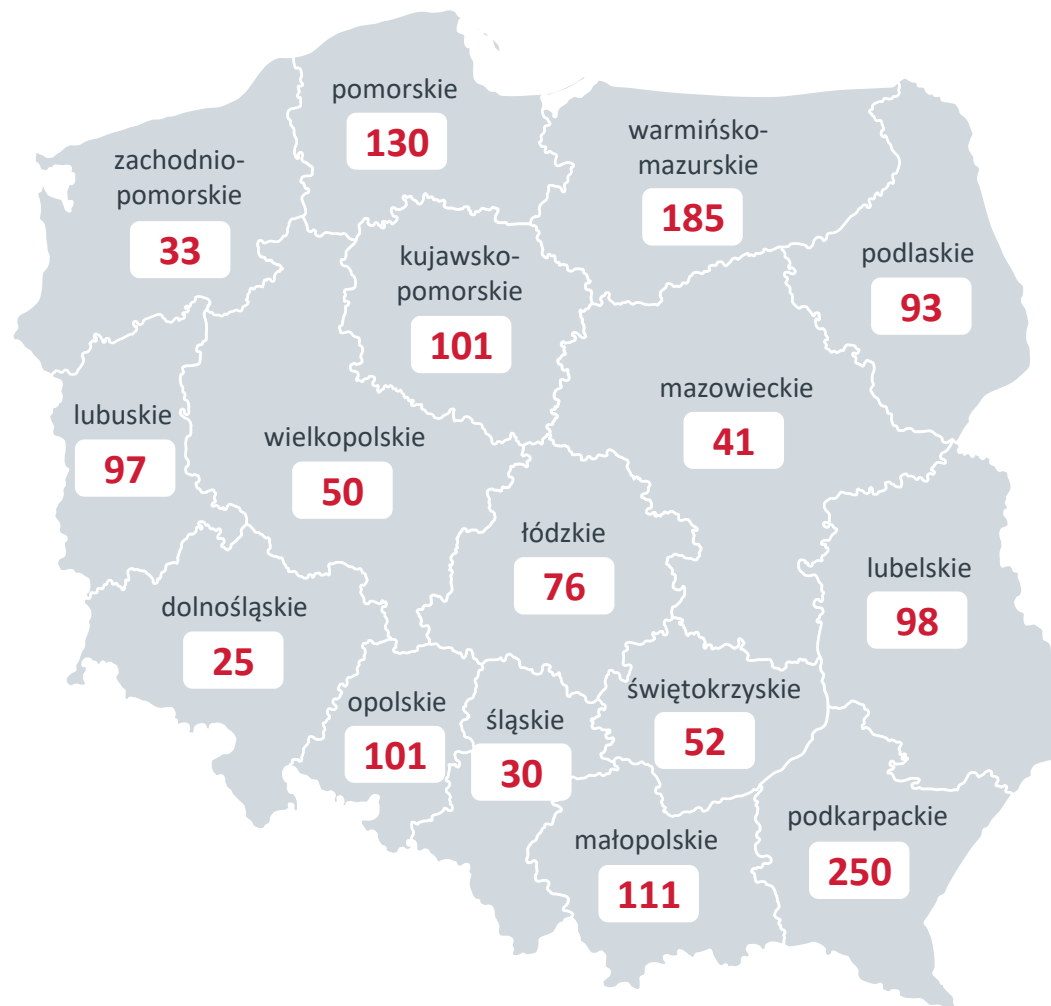 pomorskie
130
warmińsko-
mazurskie
185
zachodnio-
pomorskie
33
kujawsko-
pomorskie
101
podlaskie
93
mazowieckie
41
lubuskie
97
wielkopolskie
50
łódzkie
76
lubelskie
98
dolnośląskie
25
opolskie
101
śląskie
30
świętokrzyskie
52
małopolskie
111
podkarpackie
250